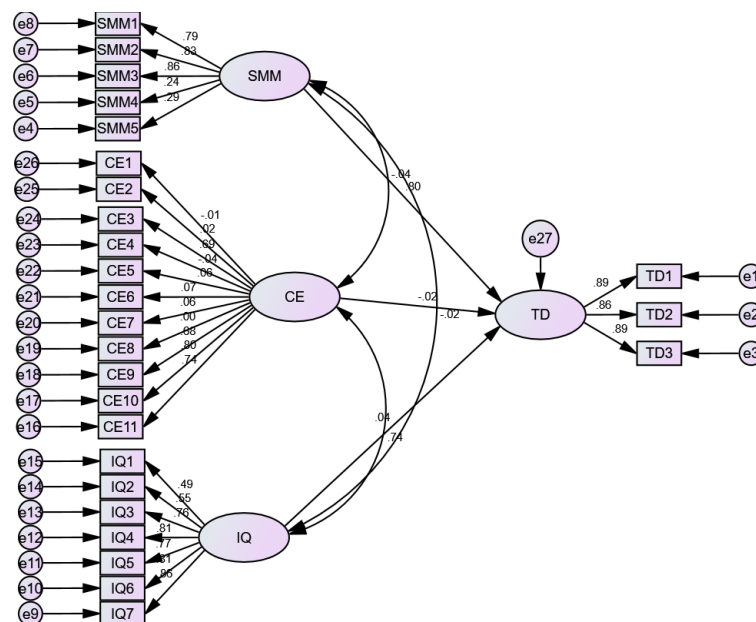 e8 SMM1
e7 SMM2
e6 SMM3
e5 SMM4
e4 SMM5
.79
.83
.86
.24
.29
SMM
e26 CE1
e25 CE2
e24 CE3
e23 CE4
e22 CE5
e21 CE6
e20 CE7
e19 CE8
e18 CE9
e17 CE10
e16 CE11
-.01
.02
.69
-.04
.06
.07
.06
.00
.88
.80
.74
CE
e15 IQ1
e14 IQ2
e13 IQ3
e12 IQ4
e11 IQ5
e10 IQ6
e9 IQ7
.49
.55
.76
.81
.77
.81
.86
IQ
-.04
.80
-.02
-.02
.04
.74
e27
TD
.89
.86
.89
TD1 e1
TD2 e2
TD3 e3